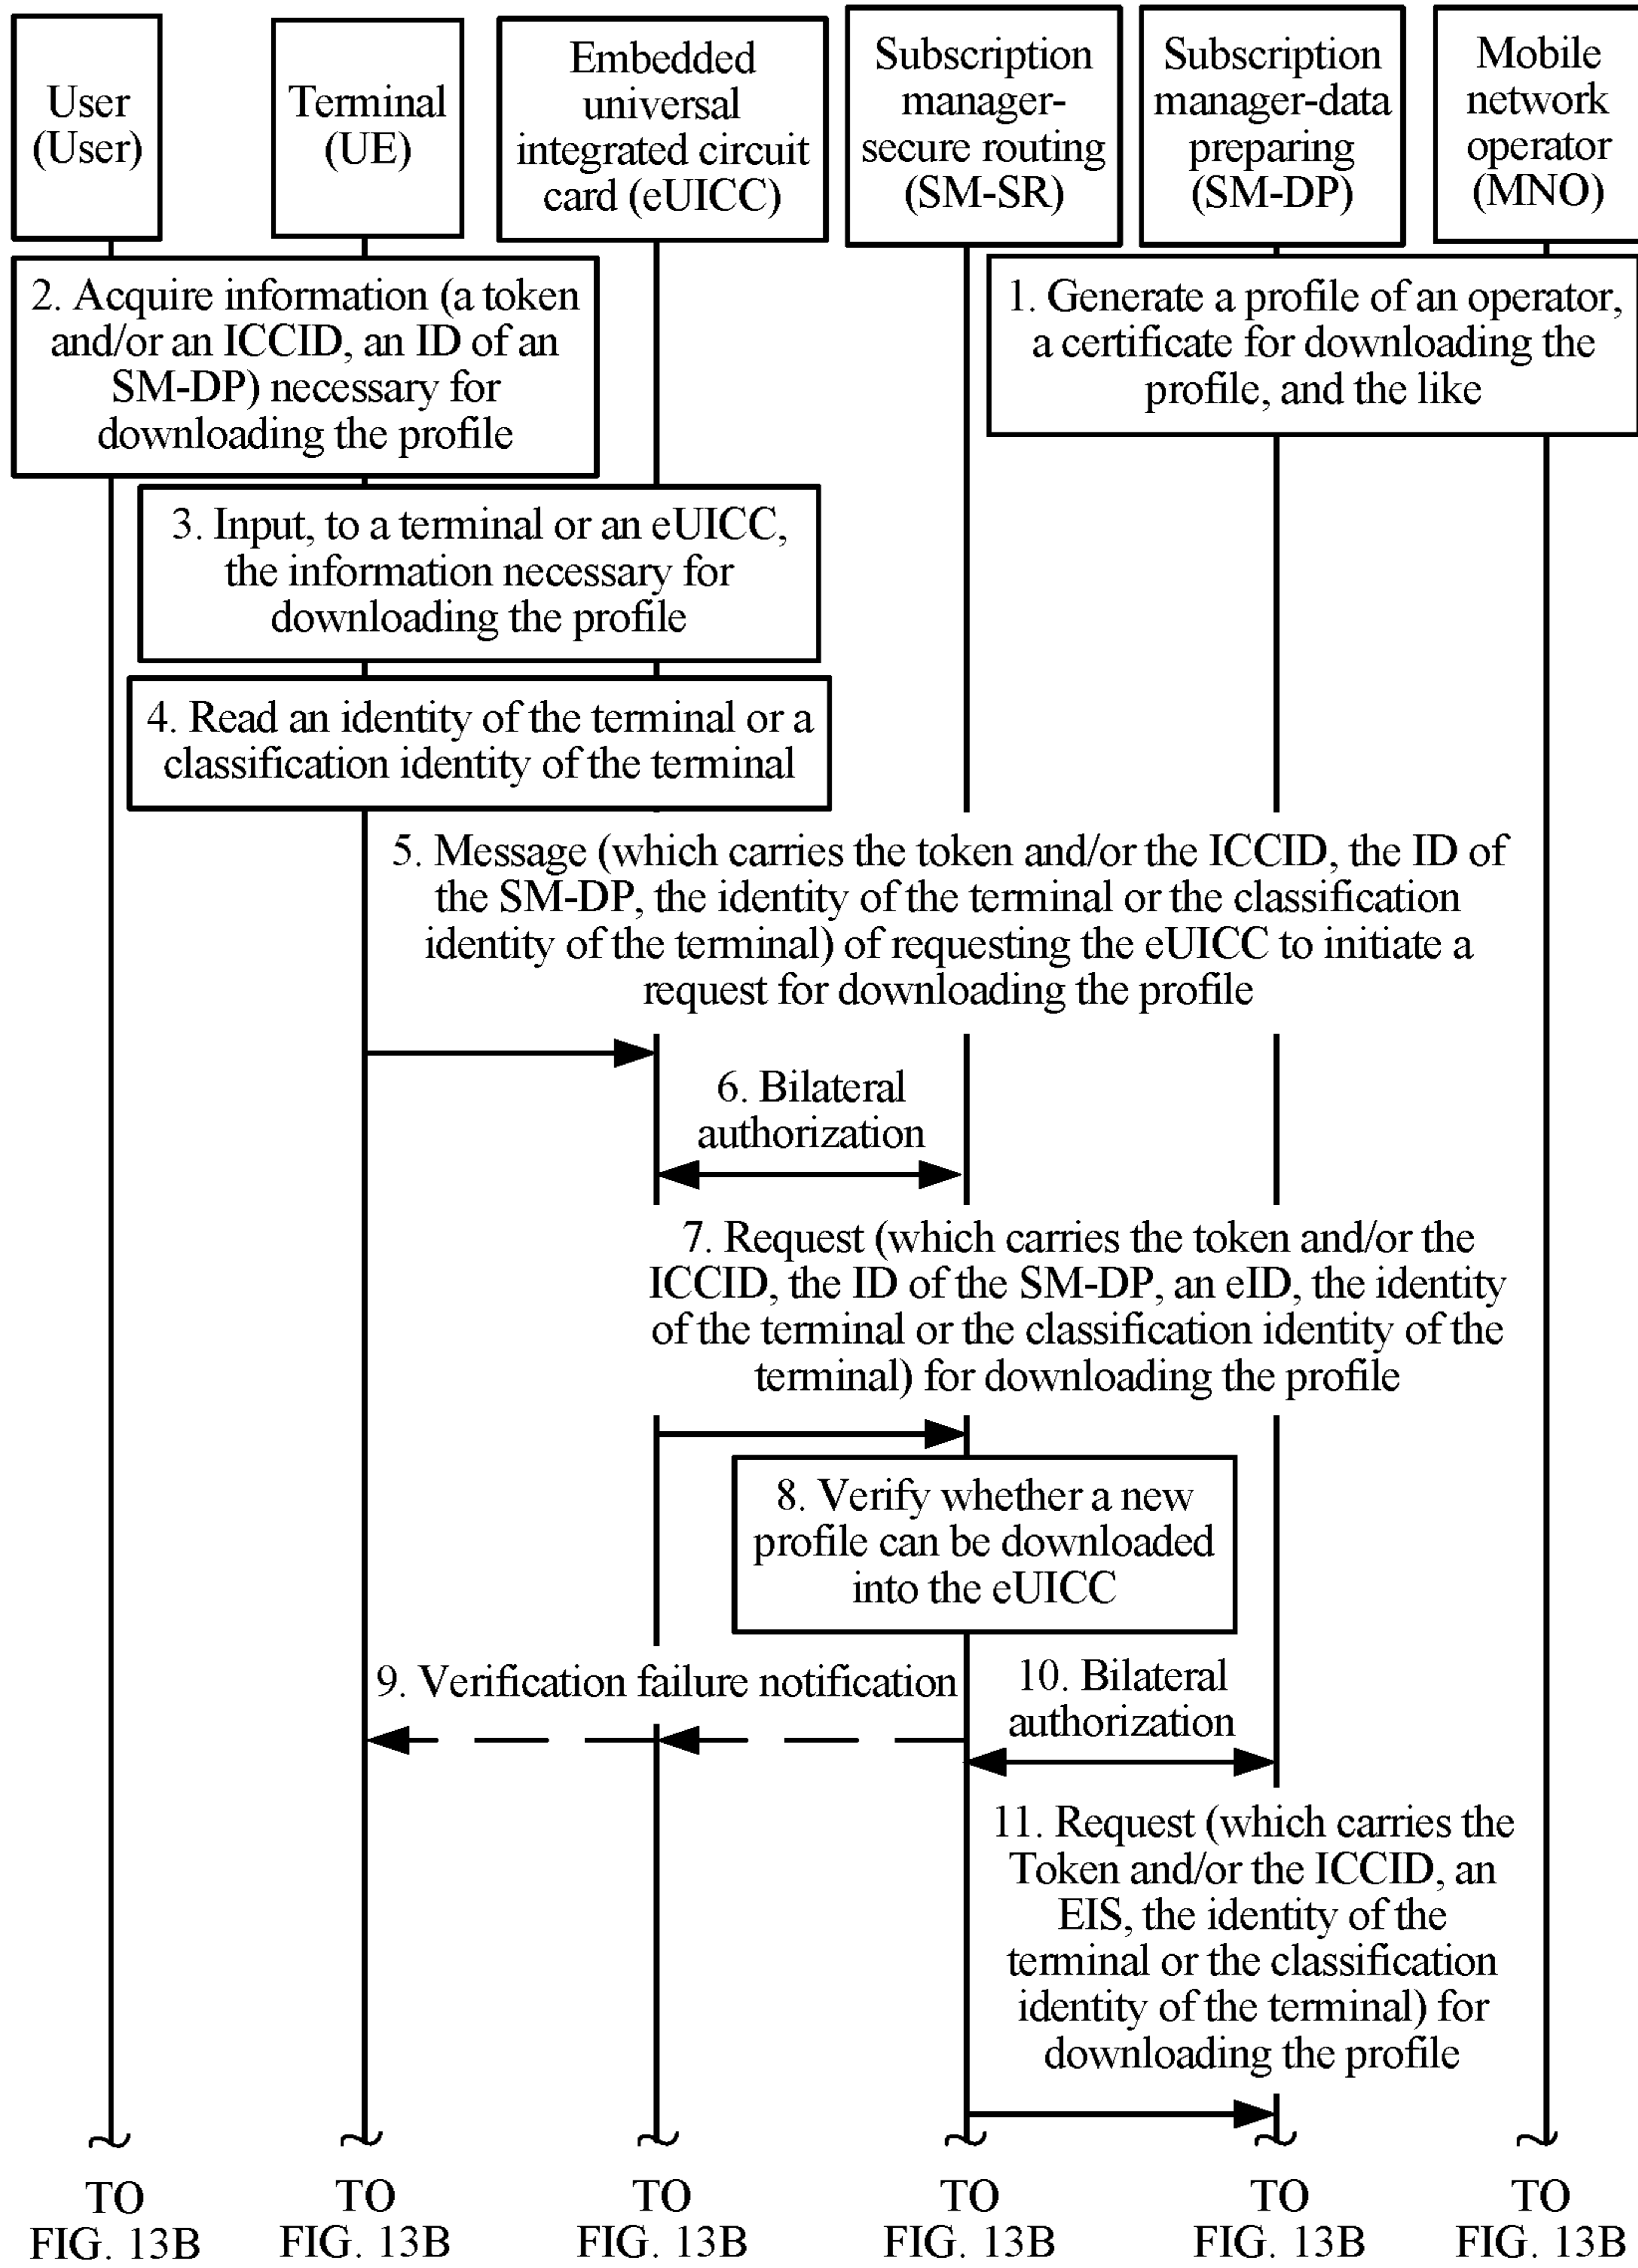 User
(User)
Terminal
(UE)
Embedded
universal
integrated circuit
card (eUICC)
Subscription
manager-
secure routing
(SM-SR)
Subscription
manager-data
preparing
(SM-DP)
Mobile
network
operator
(MNO)
2. Acquire information (a token
and/or an ICCID, an ID of an
SM-DP) necessary for
downloading the profile
1. Generate a profile of an operator,
a certificate for downloading the
profile, and the like
3. Input, to a terminal or an eUICC,
the information necessary for
downloading the profile
4. Read an identity of the terminal or a
classification identity of the terminal
5. Message (which carries the token and/or the ICCID, the ID of
the SM-DP, the identity of the terminal or the classification
identity of the terminal) of requesting the eUICC to initiate a
request for downloading the profile
6. Bilateral
authorization
7. Request (which carries the token and/or the
ICCID, the ID of the SM-DP, an eID, the identity
of the terminal or the classification identity of the
terminal) for downloading the profile
8. Verify whether a new
profile can be downloaded
into the eUICC
9. Verification failure notification
10. Bilateral
authorization
11. Request (which carries the
Token and/or the ICCID, an
EIS, the identity of the
terminal or the classification
identity of the terminal) for
downloading the profile
TO
FIG. 13B
TO
FIG. 13B
TO
FIG. 13B
TO
FIG. 13B
TO
FIG. 13B
TO
FIG. 13B